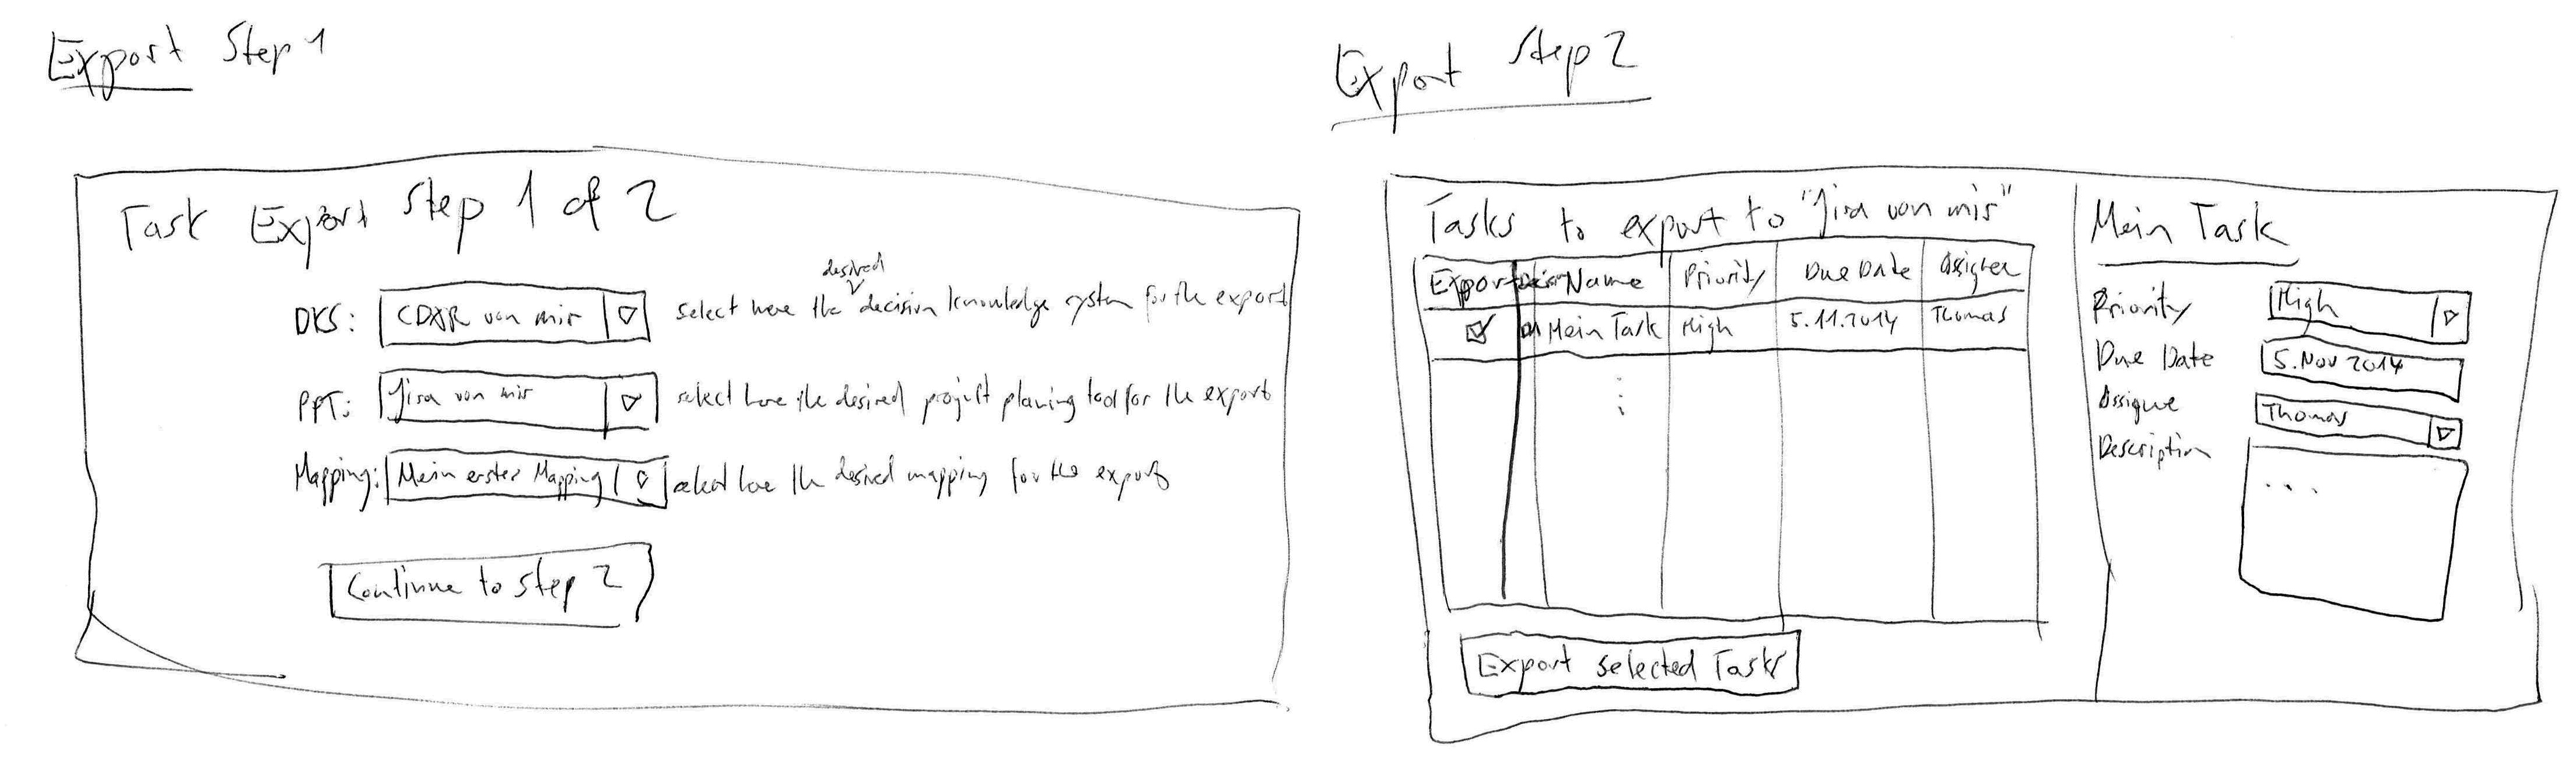 Export Step 1
Task Export Step 1 of 2
DKS: CDAR von mir select here the desired decision knowledge system for the export
PPT: Jira von mir select here the desired projekt planing tool for the export
Mapping: Mein erster Mapping select here the desired mapping for the export
Continue to step 2
Export Step 2
Tasks to export to "Jira von mir"
Export Name Priority Due Date Assignee
Mein Task High 5.11.2014 Thomas
Export selected Tasks
Mein Task
Priority High
Due Date 5. Nov 2014
Assigne Thomas
Description ...